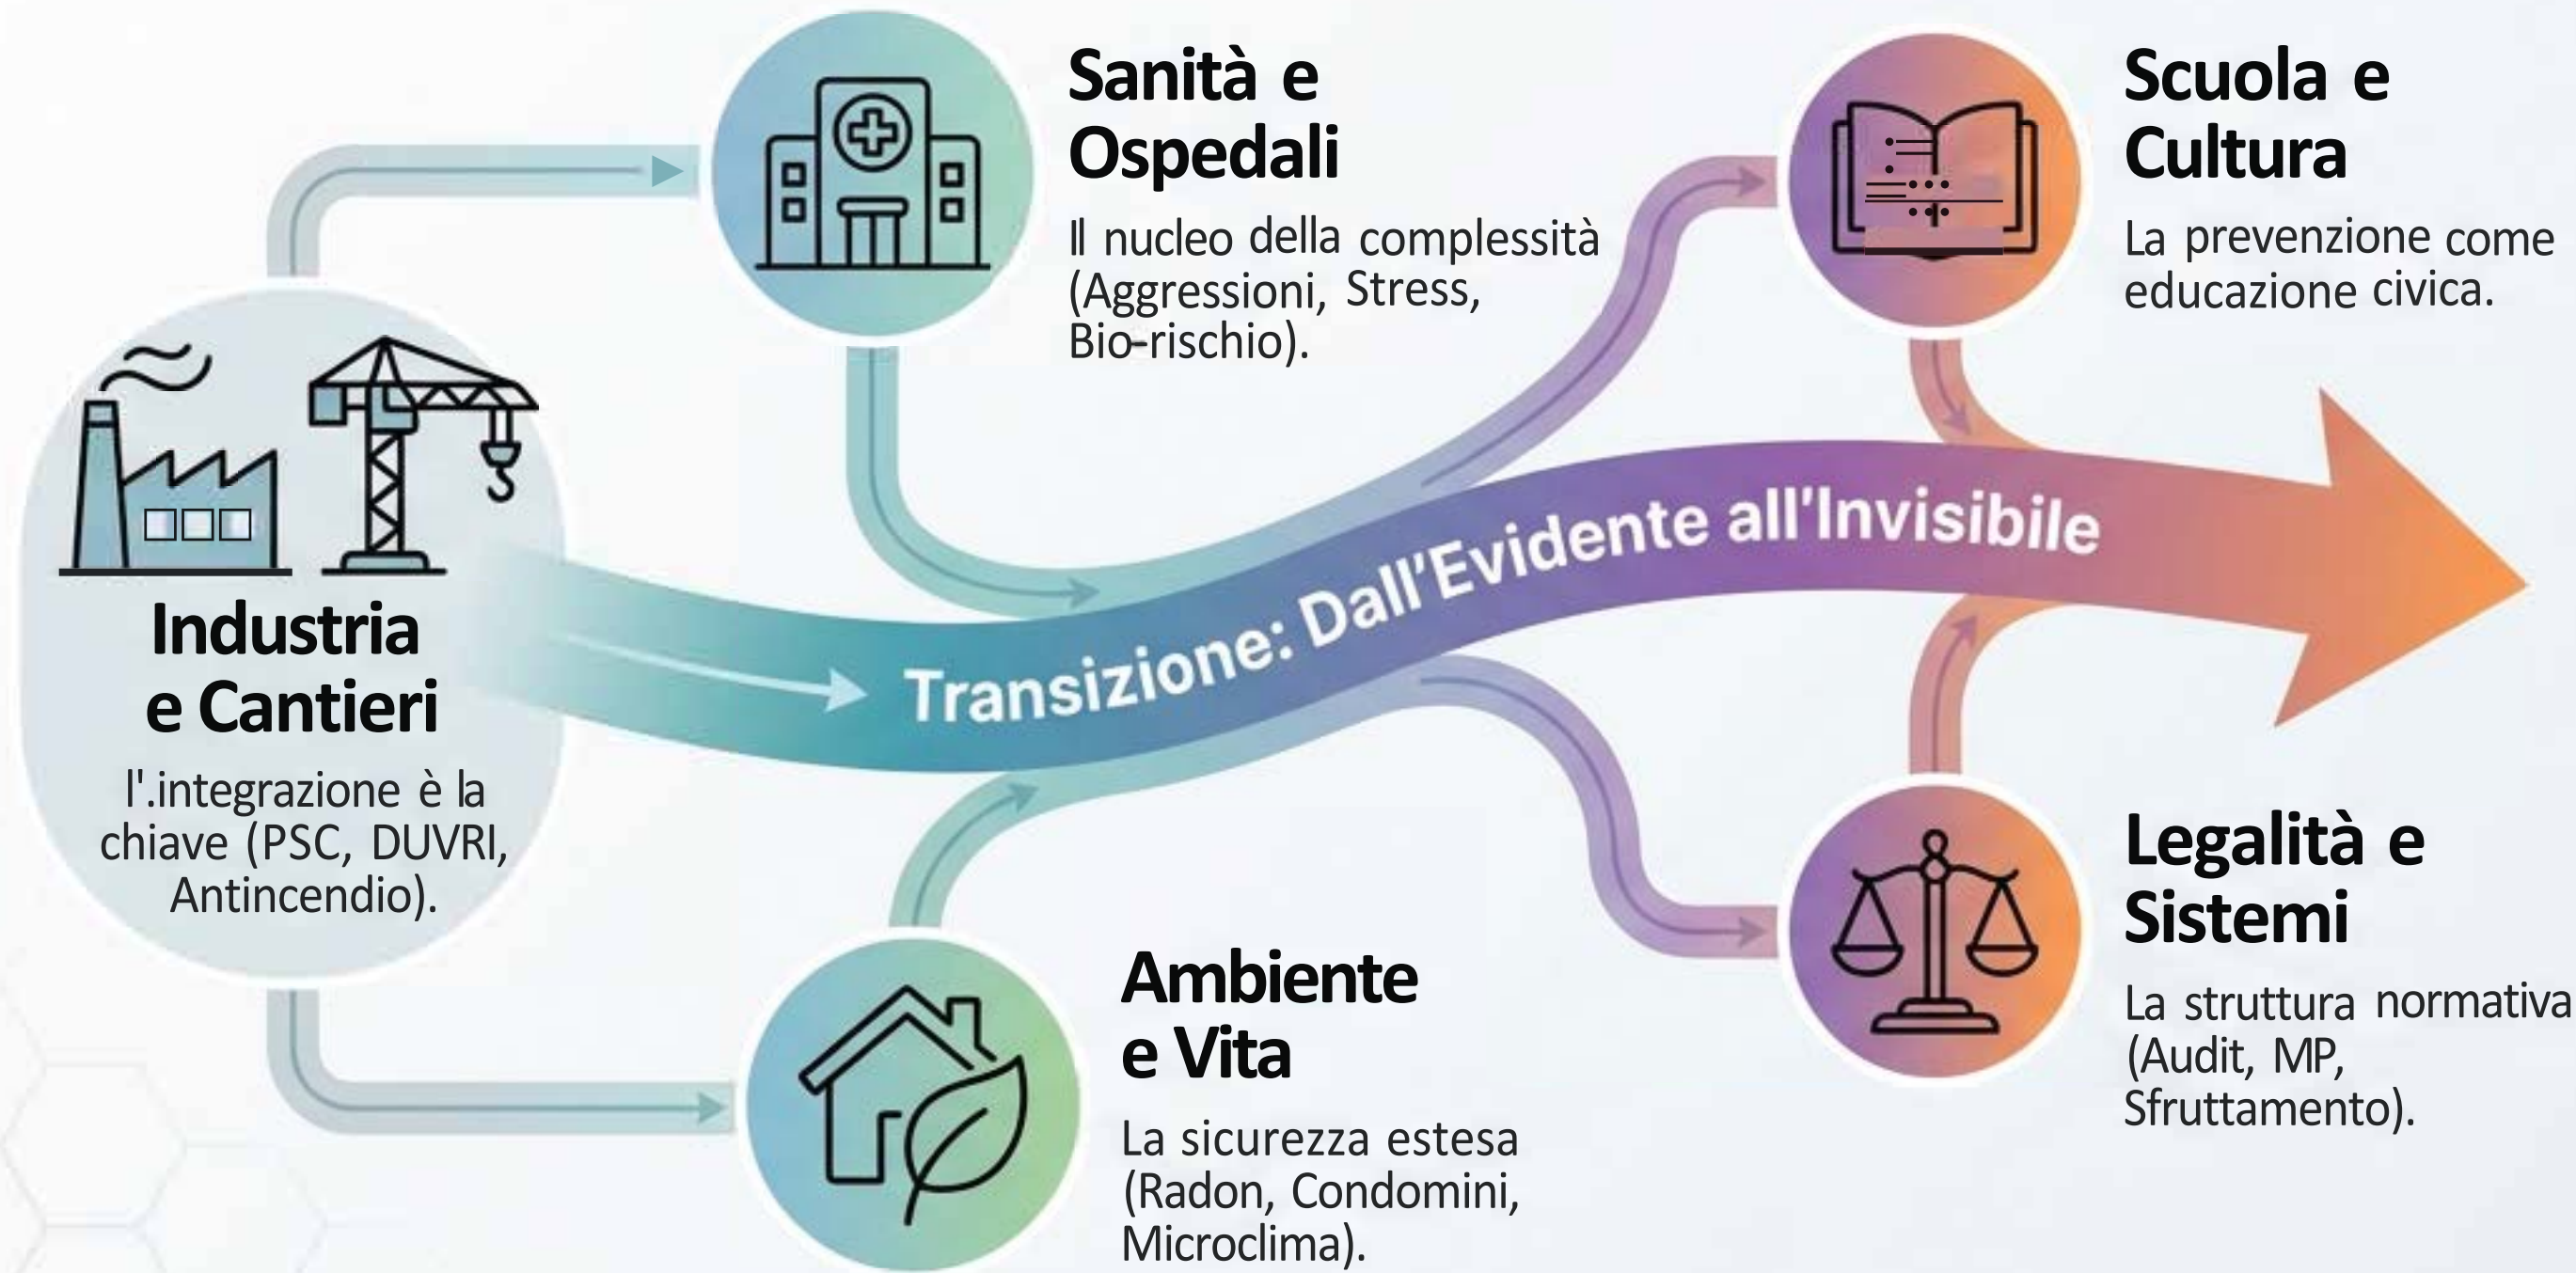 Sanità e
Ospedali
Il nucleo della complessità
(Aggressioni, Stress,
Bio-rischio).
Scuola e
Cultura
La prevenzione come
educazione civica.
Industria
e Cantieri
l'.integrazione è la
chiave (PSC, DUVRI,
Antincendio).
Transizione: Dall'Evidente all'Invisibile
Ambiente
e Vita
La sicurezza estesa
(Radon, Condomini,
Microclima).
Legalità e
Sistemi
La struttura normativa
(Audit, MP,
Sfruttamento).